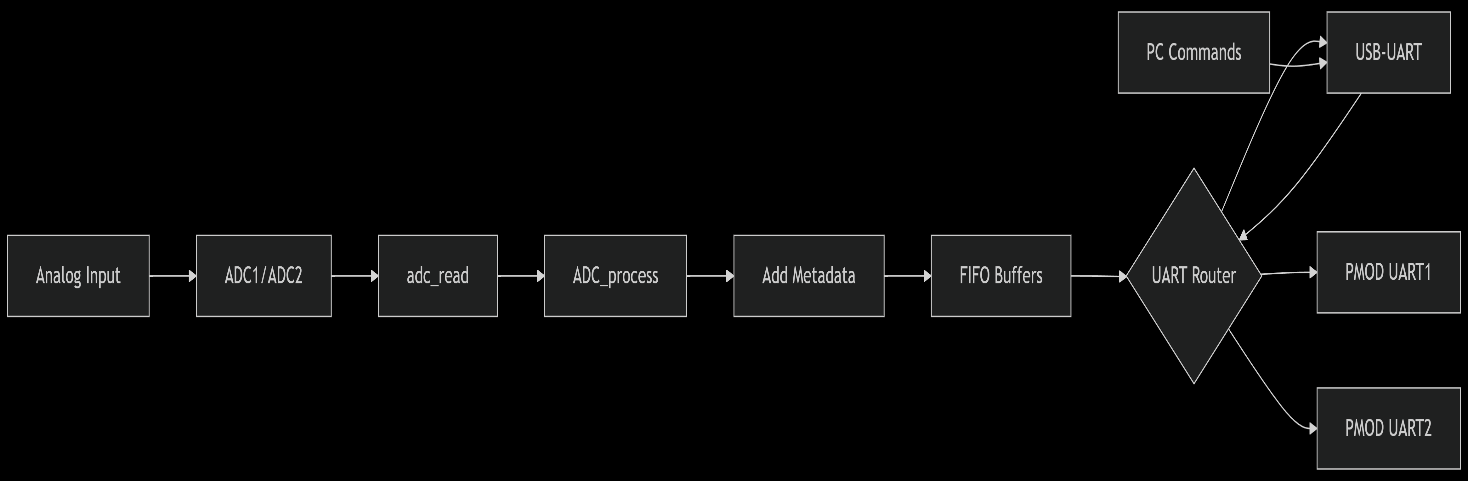 PC Commands
USB-UART
Analog Input
ADC1/ADC2
adc_read
ADC_process
Add Metadata
FIFO Buffers
UART Router
PMOD UART1
PMOD UART2